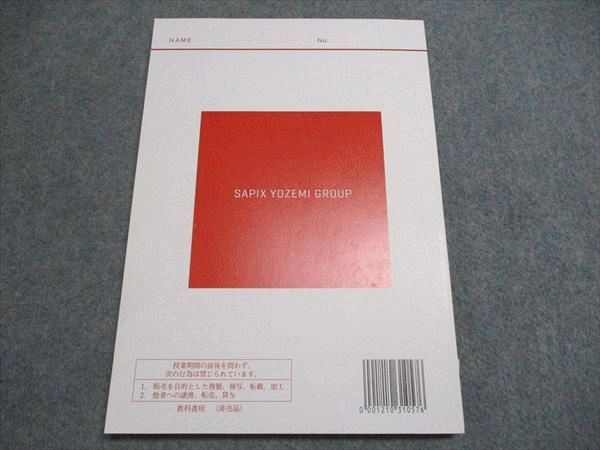 NAME No.
SAPIX YOZEMI GROUP
授業期間の前後を問わず、
次の行為は禁じられています。
1. 販売を目的とした複製、複写、転載、加工
2. 他者への譲渡、転売、貸与
教科書用 (非売品)
0001210310576